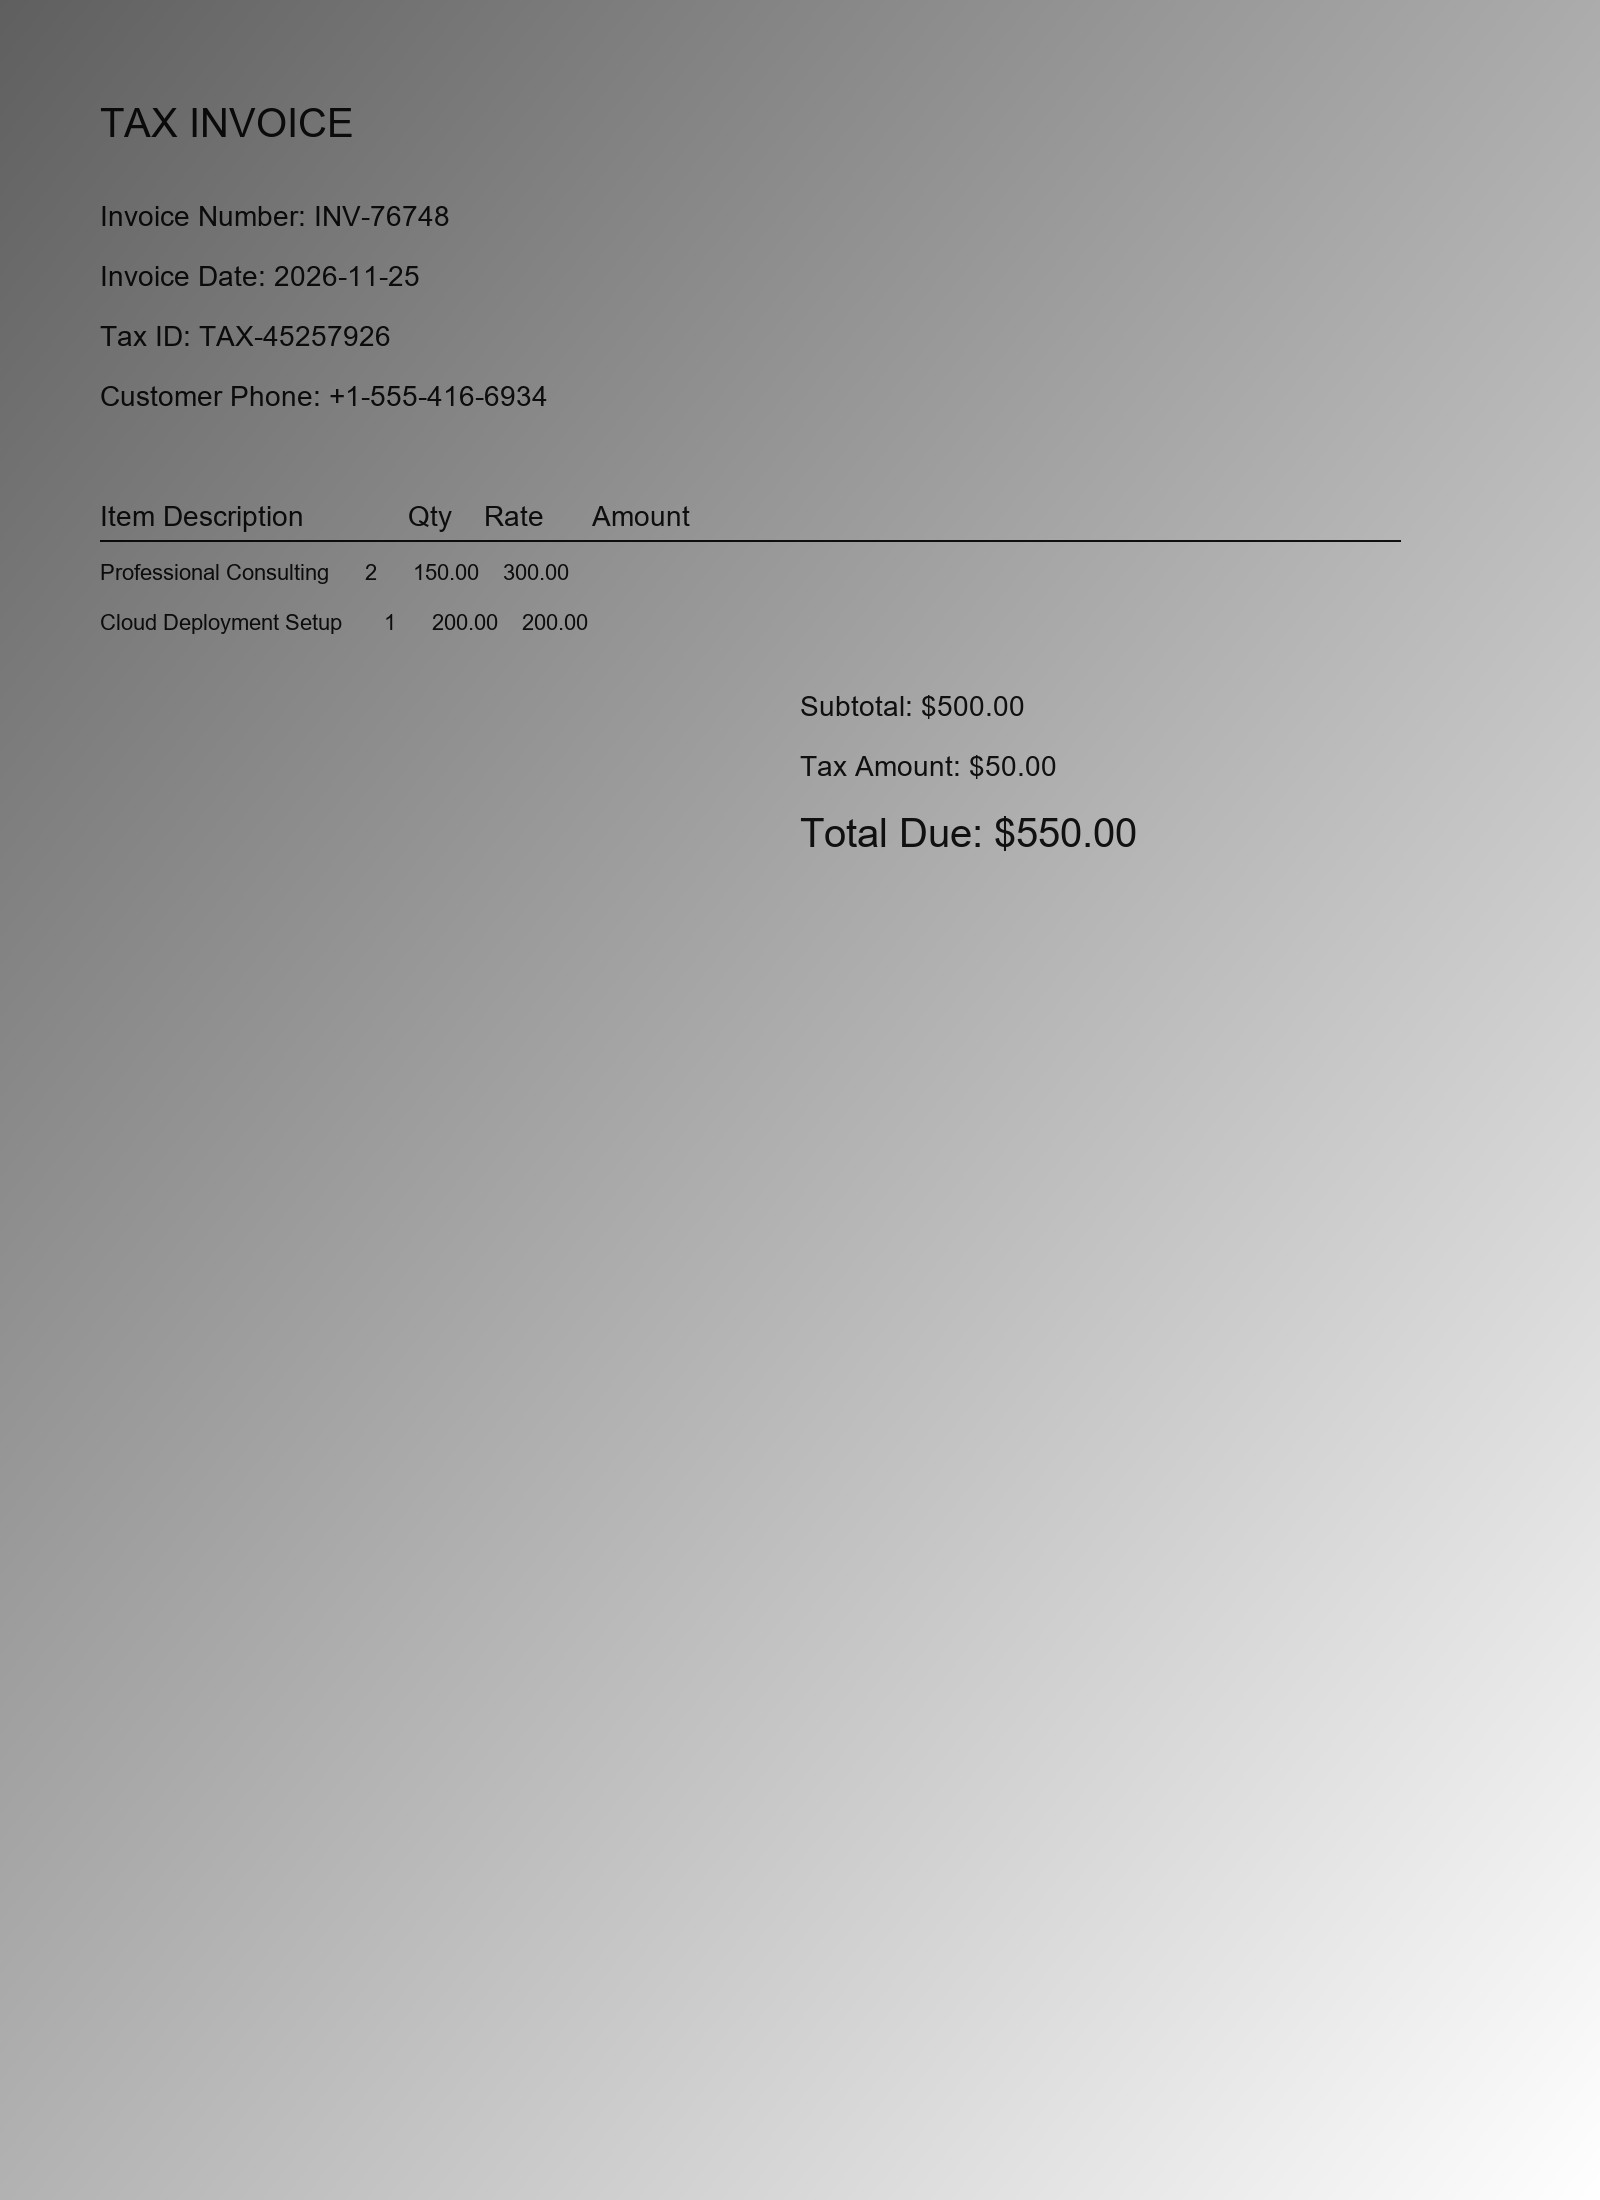 TAX INVOICE
Invoice Number: INV-76748
Invoice Date: 2026-11-25
Tax ID: TAX-45257926
Customer Phone: +1-555-416-6934
Item Description Qty Rate Amount
Professional Consulting 2 150.00 300.00
Cloud Deployment Setup 1 200.00 200.00
Subtotal: $500.00
Tax Amount: $50.00
Total Due: $550.00